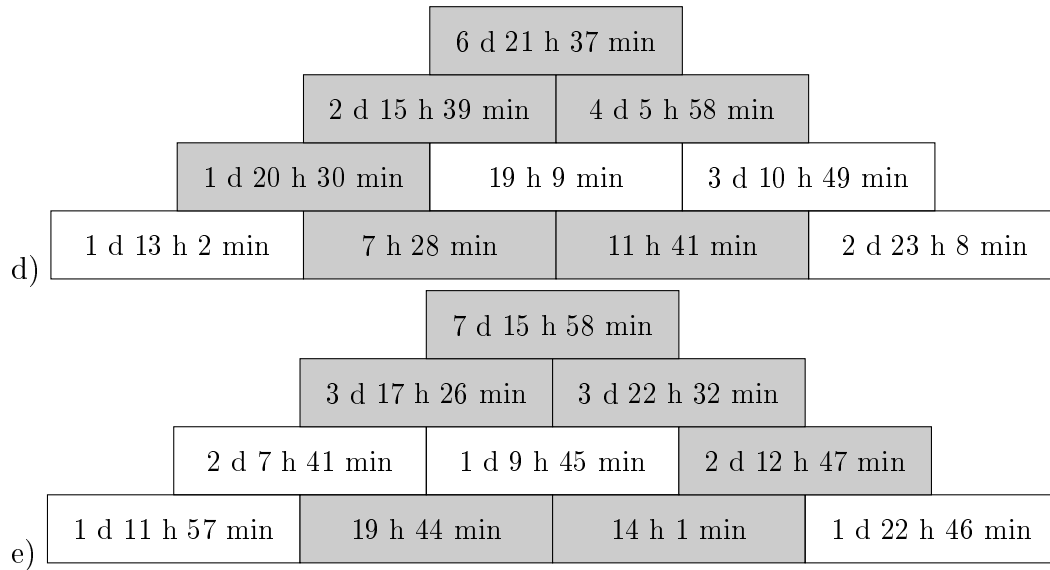 6 d 21 h 37 min
2 d 15 h 39 min 4 d 5 h 58 min
1 d 20 h 30 min 19 h 9 min 3 d 10 h 49 min
d) 1 d 13 h 2 min 7 h 28 min 11 h 41 min 2 d 23 h 8 min
7 d 15 h 58 min
3 d 17 h 26 min 3 d 22 h 32 min
2 d 7 h 41 min 1 d 9 h 45 min 2 d 12 h 47 min
e) 1 d 11 h 57 min 19 h 44 min 14 h 1 min 1 d 22 h 46 min